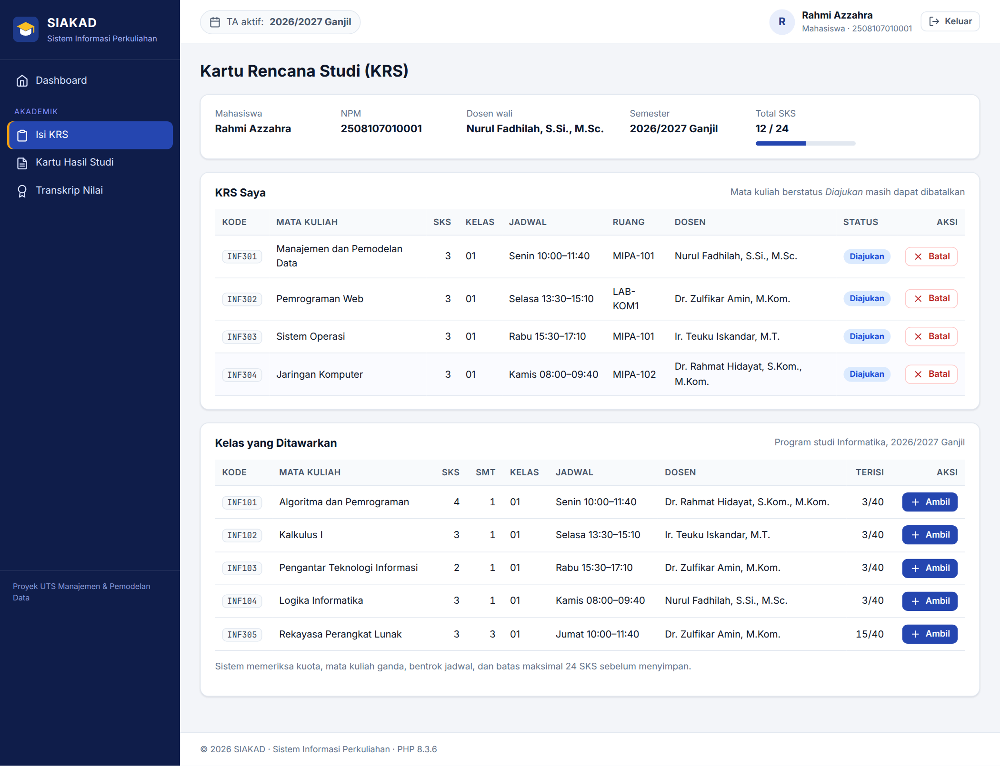 SIAKAD
Sistem Informasi Perkuliahan
Dashboard
AKADEMIK
Isi KRS
Kartu Hasil Studi
Transkrip Nilai
Proyek UTS Manajemen & Pemodelan
Data
TA aktif: 2026/2027 Ganjil
R
Rahmi Azzahra
Mahasiswa · 2508107010001
Keluar
Kartu Rencana Studi (KRS)
Mahasiswa
Rahmi Azzahra
NPM
2508107010001
Dosen wali
Nurul Fadhilah, S.Si., M.Sc.
Semester
2026/2027 Ganjil
Total SKS
12 / 24
KRS Saya
Mata kuliah berstatus Diajukan masih dapat dibatalkan
KODE MATA KULIAH SKS KELAS JADWAL RUANG DOSEN STATUS AKSI
INF301 Manajemen dan Pemodelan Data 3 01 Senin 10:00–11:40 MIPA-101 Nurul Fadhilah, S.Si., M.Sc. Diajukan Batal
INF302 Pemrograman Web 3 01 Selasa 13:30–15:10 LAB-KOM1 Dr. Zulfikar Amin, M.Kom. Diajukan Batal
INF303 Sistem Operasi 3 01 Rabu 15:30–17:10 MIPA-101 Ir. Teuku Iskandar, M.T. Diajukan Batal
INF304 Jaringan Komputer 3 01 Kamis 08:00–09:40 MIPA-102 Dr. Rahmat Hidayat, S.Kom., M.Kom. Diajukan Batal
Kelas yang Ditawarkan
Program studi Informatika, 2026/2027 Ganjil
KODE MATA KULIAH SKS SMT KELAS JADWAL DOSEN TERISI AKSI
INF101 Algoritma dan Pemrograman 4 1 01 Senin 10:00–11:40 Dr. Rahmat Hidayat, S.Kom., M.Kom. 3/40 Ambil
INF102 Kalkulus I 3 1 01 Selasa 13:30–15:10 Ir. Teuku Iskandar, M.T. 3/40 Ambil
INF103 Pengantar Teknologi Informasi 2 1 01 Rabu 15:30–17:10 Dr. Zulfikar Amin, M.Kom. 3/40 Ambil
INF104 Logika Informatika 3 1 01 Kamis 08:00–09:40 Nurul Fadhilah, S.Si., M.Sc. 3/40 Ambil
INF305 Rekayasa Perangkat Lunak 3 3 01 Jumat 10:00–11:40 Dr. Zulfikar Amin, M.Kom. 15/40 Ambil
Sistem memeriksa kuota, mata kuliah ganda, bentrok jadwal, dan batas maksimal 24 SKS sebelum menyimpan.
© 2026 SIAKAD · Sistem Informasi Perkuliahan · PHP 8.3.6